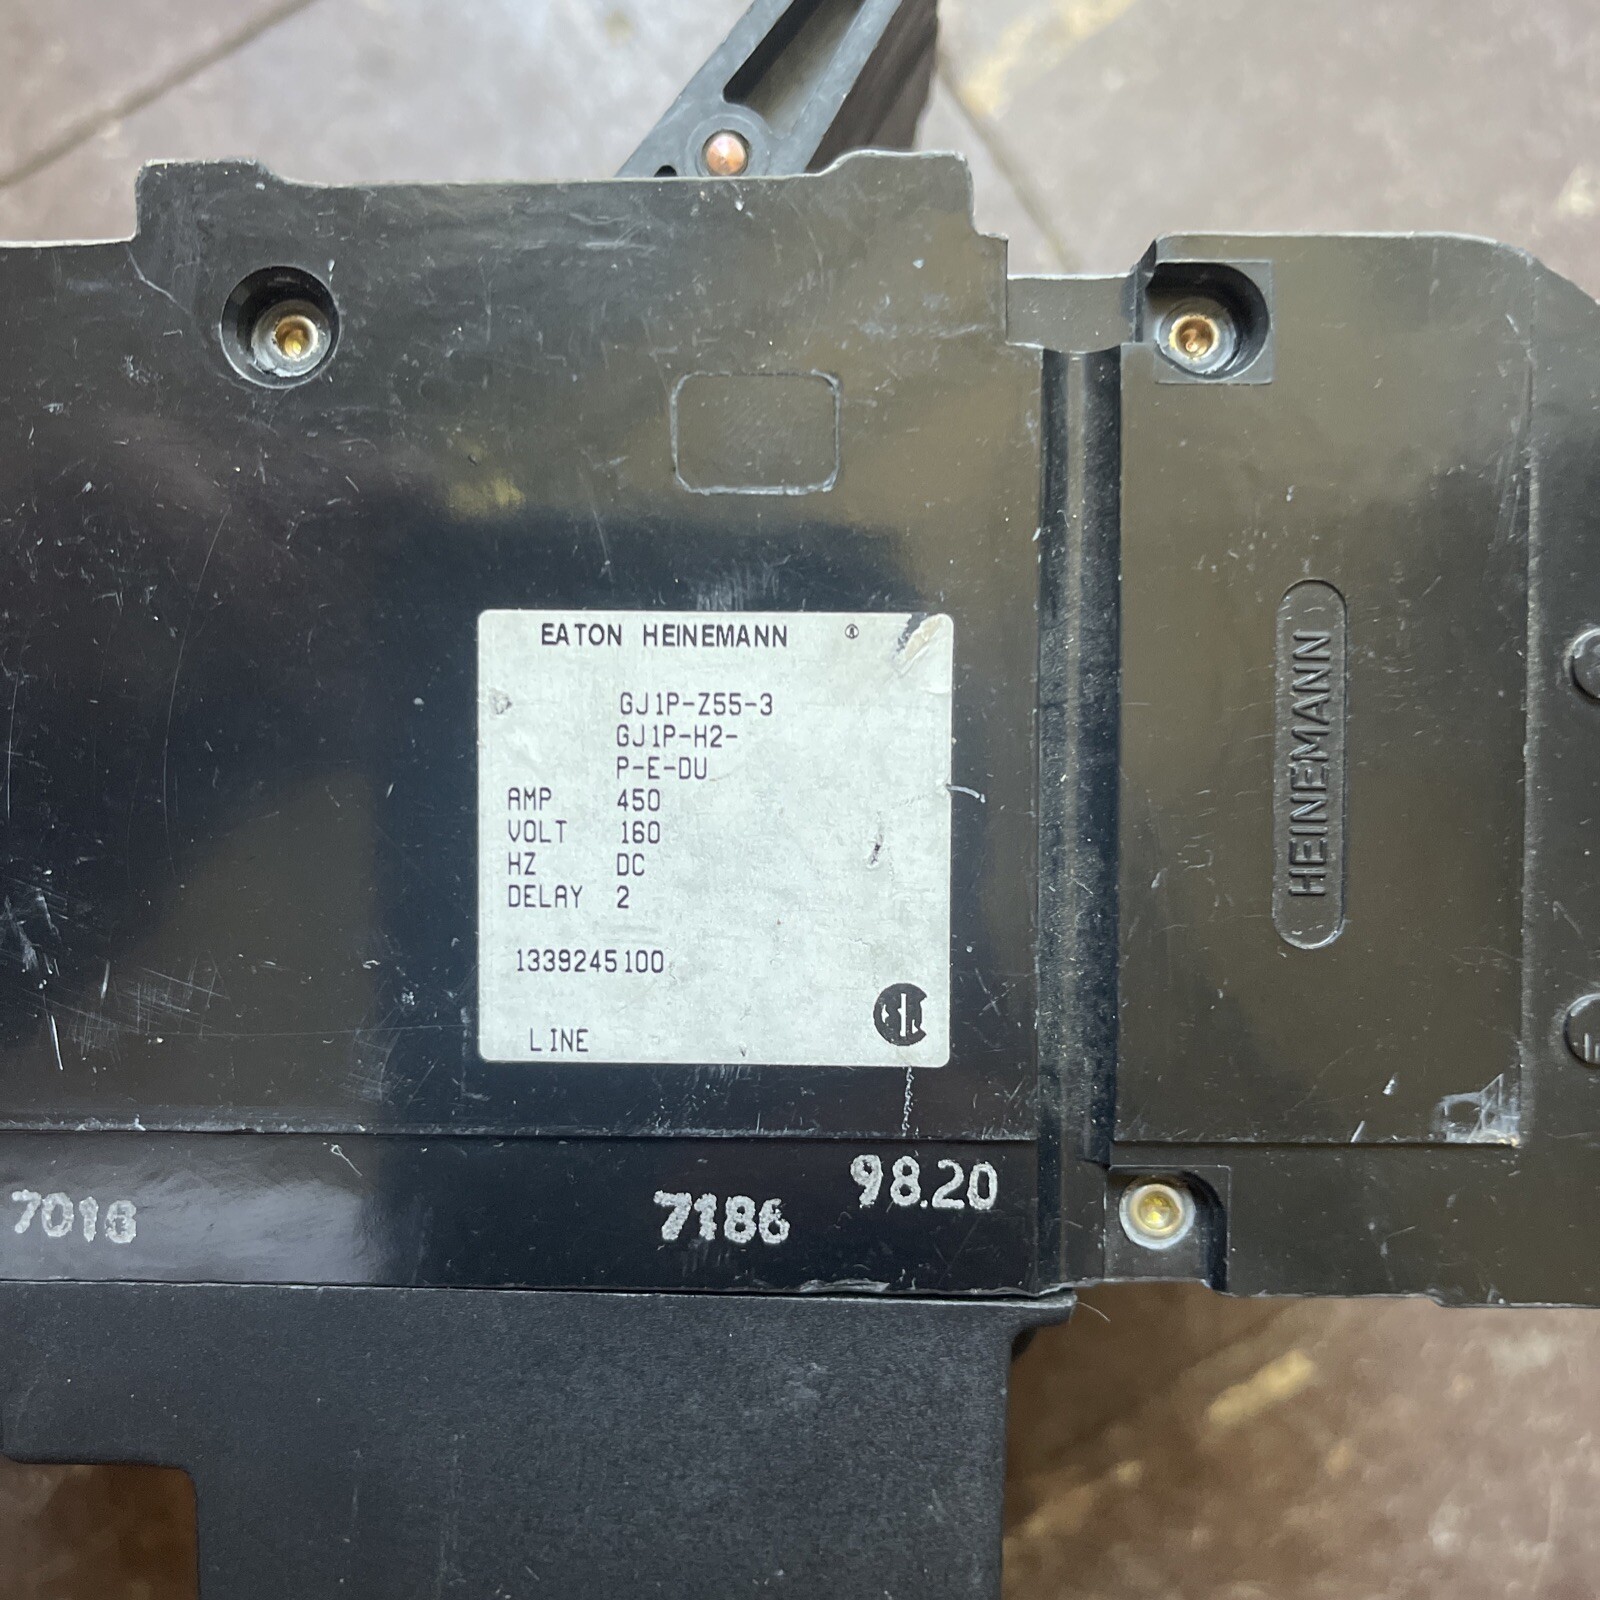 EATON HEINEMANN ®
GJ1P-Z55-3
GJ1P-H2-
P-E-DU
AMP 450
VOLT 160
HZ DC
DELAY 2
1339245100
LINE
HEINEMANN
98.20
7018
7186